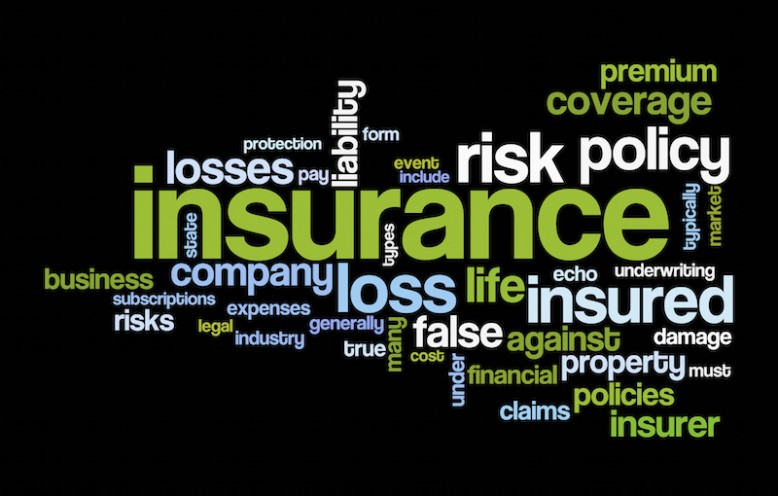 premium
coverage
liability
form
protection
risk
policy
losses
pay
event
include
insurance
state
types
typically
market
business
company
loss
life
echo
underwriting
subscriptions
expenses
insured
risks
legal
industry
generally
many
false
against
damage
true
cost
under
financial
property
must
policies
claims
insurer